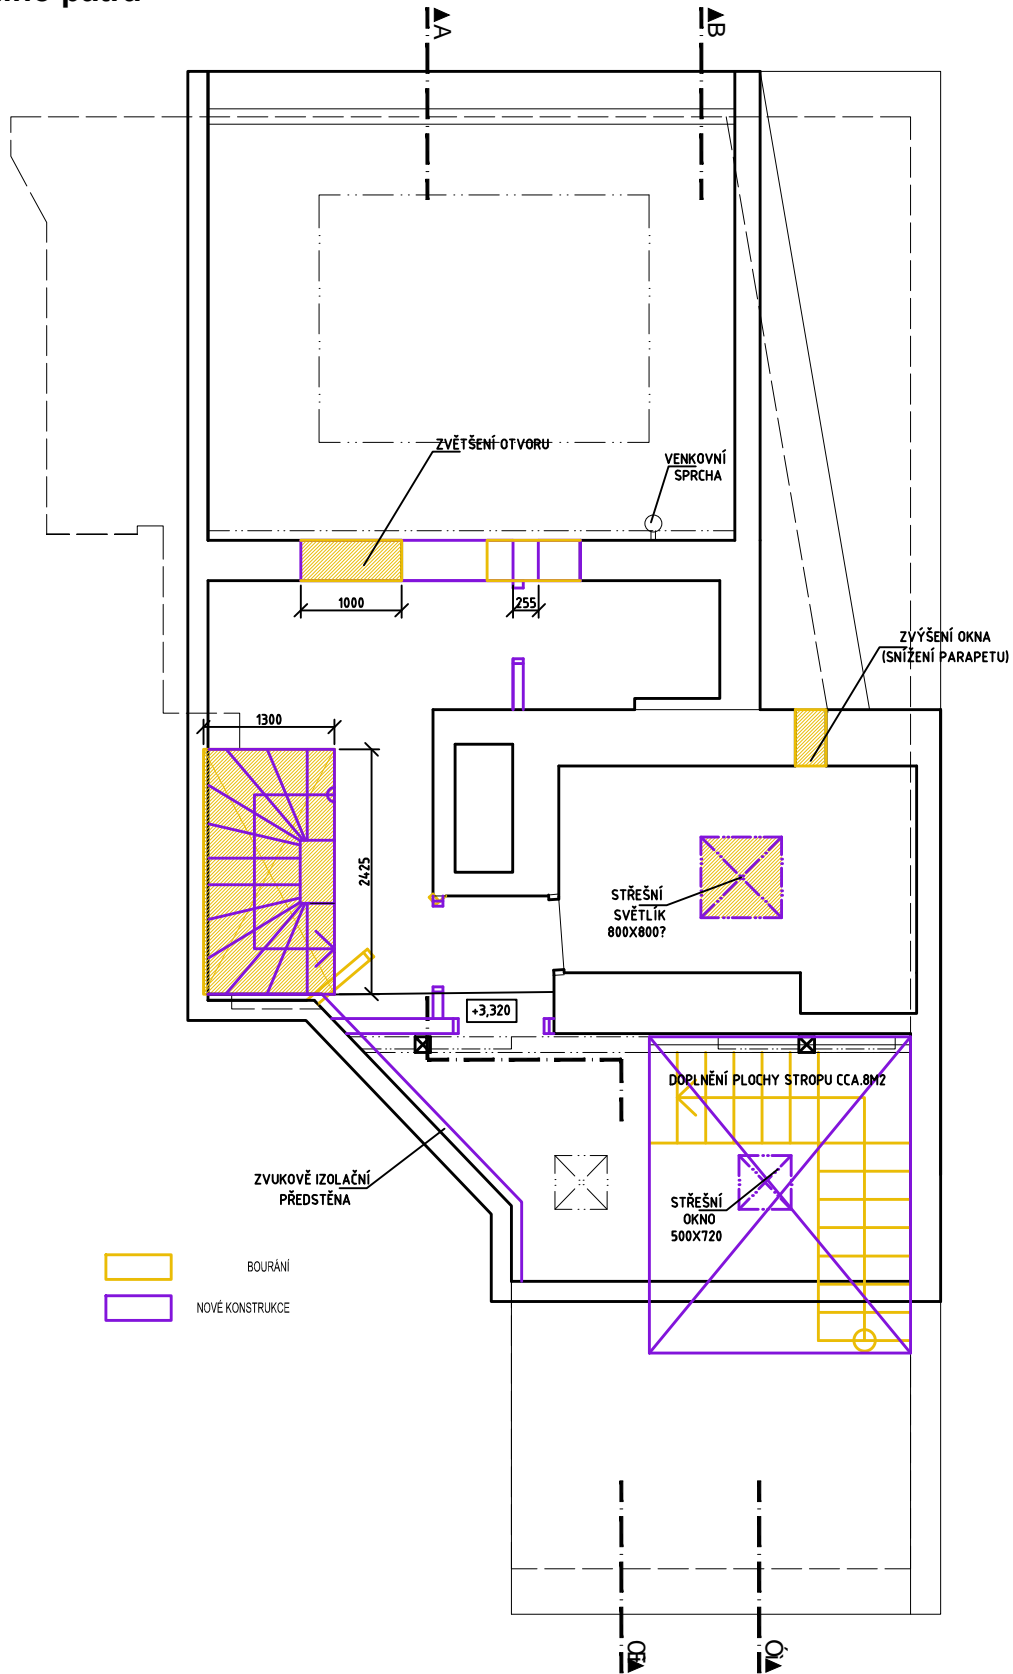 A
B
ZVĚTŠENÍ OTVORU
VENKOVNÍ
SPRCHA
1000
255
ZVÝŠENÍ OKNA
(SNÍŽENÍ PARAPETU)
1300
2425
STŘEŠNÍ
SVĚTLÍK
800X800?
+3,320
DOPLNĚNÍ PLOCHY STROPU CCA.8M2
ZVUKOVĚ IZOLAČNÍ
PŘEDSTĚNA
STŘEŠNÍ
OKNO
500X720
BOURÁNÍ
NOVÉ KONSTRUKCE